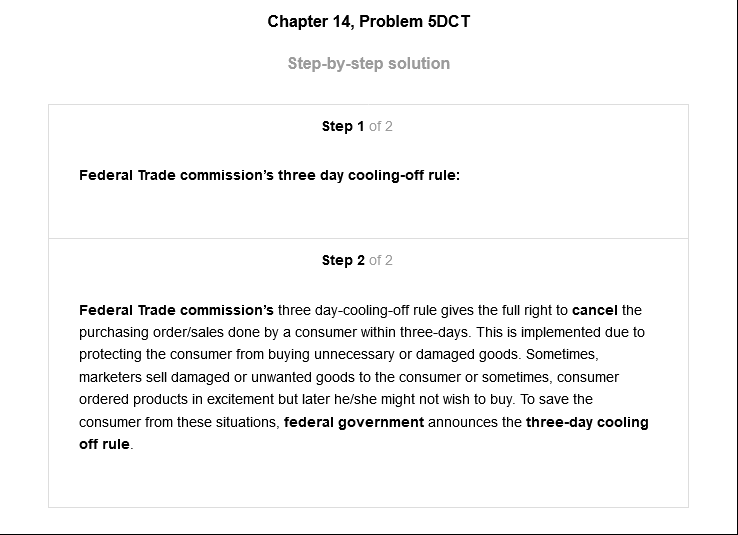 Chapter 14, Problem 5DCT
Step-by-step solution
Step 1 of 2
Federal Trade commission's three day cooling-off rule:
Step 2 of 2
Federal Trade commission's three day-cooling-off rule gives the full right to cancel the
purchasing order/sales done by a consumer within three-days. This is implemented due to
protecting the consumer from buying unnecessary or damaged goods. Sometimes,
marketers sell damaged or unwanted goods to the consumer or sometimes, consumer
ordered products in excitement but later he/she might not wish to buy. To save the
consumer from these situations, federal government announces the three-day cooling
off rule.